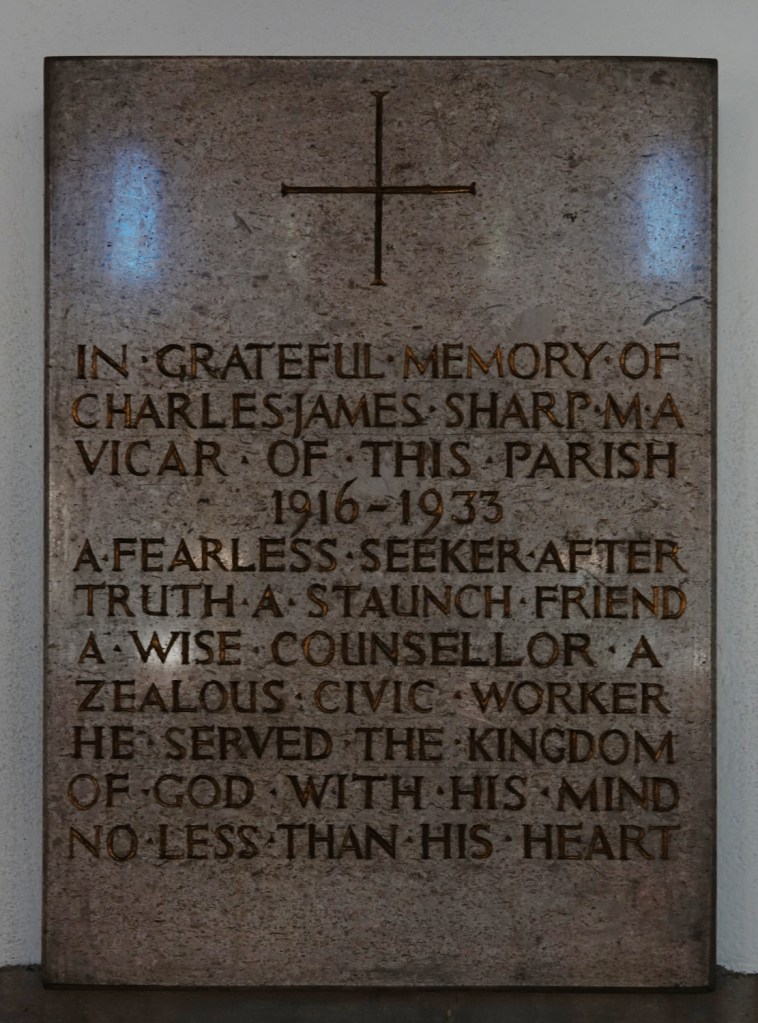 IN · GRATEFUL · MEMORY · OF
CHARLES · JAMES · SHARP · M · A
VICAR · OF · THIS · PARISH
1916 – 1933
A · FEARLESS · SEEKER · AFTER
TRUTH · A · STAUNCH · FRIEND
A · WISE · COUNSELLOR · A
ZEALOUS · CIVIC · WORKER
HE · SERVED · THE · KINGDOM
OF · GOD · WITH · HIS · MIND
NO · LESS · THAN · HIS · HEART